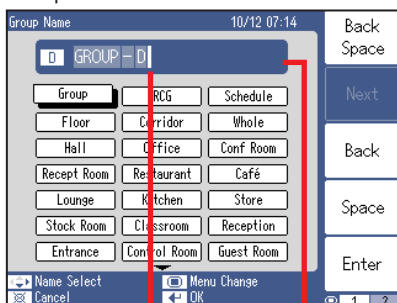 Group Name 10/12 07:14
D GROUP – D
Group RCG Schedule
Floor Corridor Whole
Hall Office Conf Room
Recept Room Restaurant Café
Lounge Kitchen Store
Stock Room Classroom Reception
Entrance Control Room Guest Room
Name Select Menu Change
Cancel OK
Back
Space
Next
Back
Space
Enter
1 2